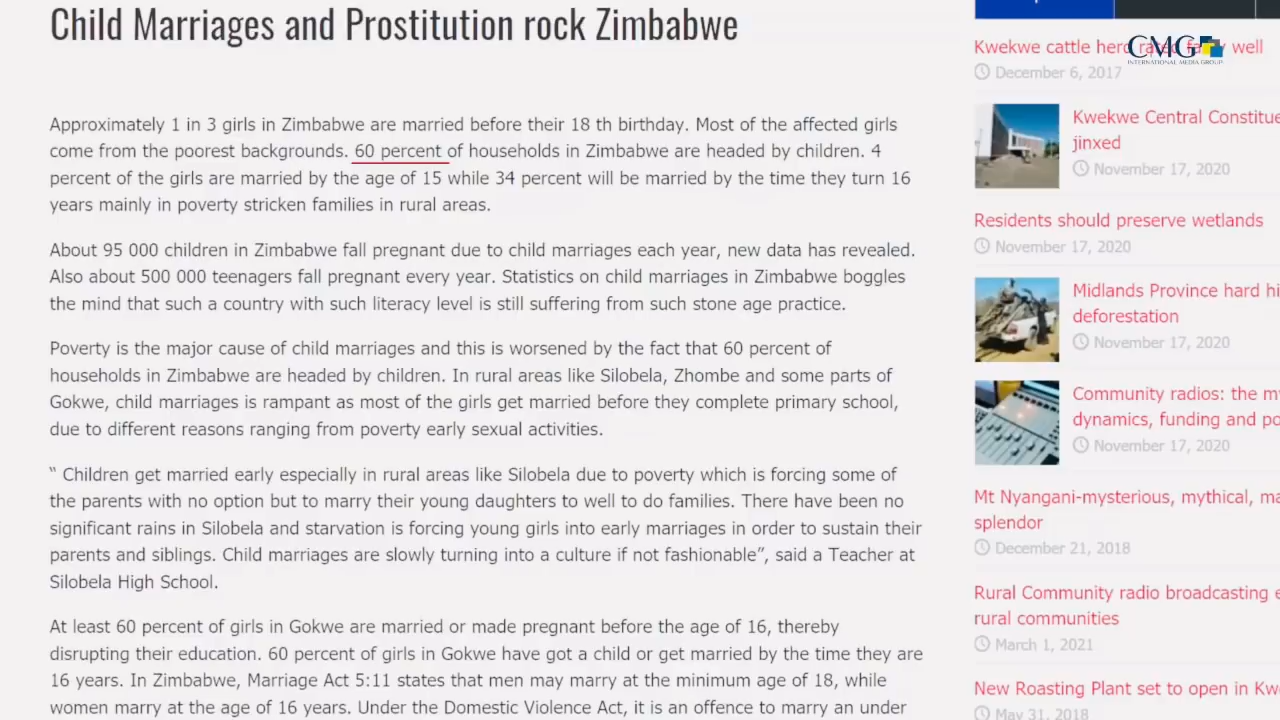 Child Marriages and Prostitution rock Zimbabwe
Approximately 1 in 3 girls in Zimbabwe are married before their 18 th birthday. Most of the affected girls
come from the poorest backgrounds. 60 percent of households in Zimbabwe are headed by children. 4
percent of the girls are married by the age of 15 while 34 percent will be married by the time they turn 16
years mainly in poverty stricken families in rural areas.
About 95 000 children in Zimbabwe fall pregnant due to child marriages each year, new data has revealed.
Also about 500 000 teenagers fall pregnant every year. Statistics on child marriages in Zimbabwe boggles
the mind that such a country with such literacy level is still suffering from such stone age practice.
Poverty is the major cause of child marriages and this is worsened by the fact that 60 percent of
households in Zimbabwe are headed by children. In rural areas like Silobela, Zhombe and some parts of
Gokwe, child marriages is rampant as most of the girls get married before they complete primary school,
due to different reasons ranging from poverty early sexual activities.
“ Children get married early especially in rural areas like Silobela due to poverty which is forcing some of
the parents with no option but to marry their young daughters to well to do families. There have been no
significant rains in Silobela and starvation is forcing young girls into early marriages in order to sustain their
parents and siblings. Child marriages are slowly turning into a culture if not fashionable”, said a Teacher at
Silobela High School.
At least 60 percent of girls in Gokwe are married or made pregnant before the age of 16, thereby
disrupting their education. 60 percent of girls in Gokwe have got a child or get married by the time they are
16 years. In Zimbabwe, Marriage Act 5:11 states that men may marry at the minimum age of 18, while
women marry at the age of 16 years. Under the Domestic Violence Act, it is an offence to marry an under
CMG
INTERNATIONAL MEDIA GROUP
Kwekwe cattle herd well
December 6, 2017
Kwekwe Central Constitue
jinxed
November 17, 2020
Residents should preserve wetlands
November 17, 2020
Midlands Province hard hi
deforestation
November 17, 2020
Community radios: the my
dynamics, funding and po
November 17, 2020
Mt Nyangani-mysterious, mythical, ma
splendor
December 21, 2018
Rural Community radio broadcasting e
rural communities
March 1, 2021
New Roasting Plant set to open in Kw
May 31, 2018